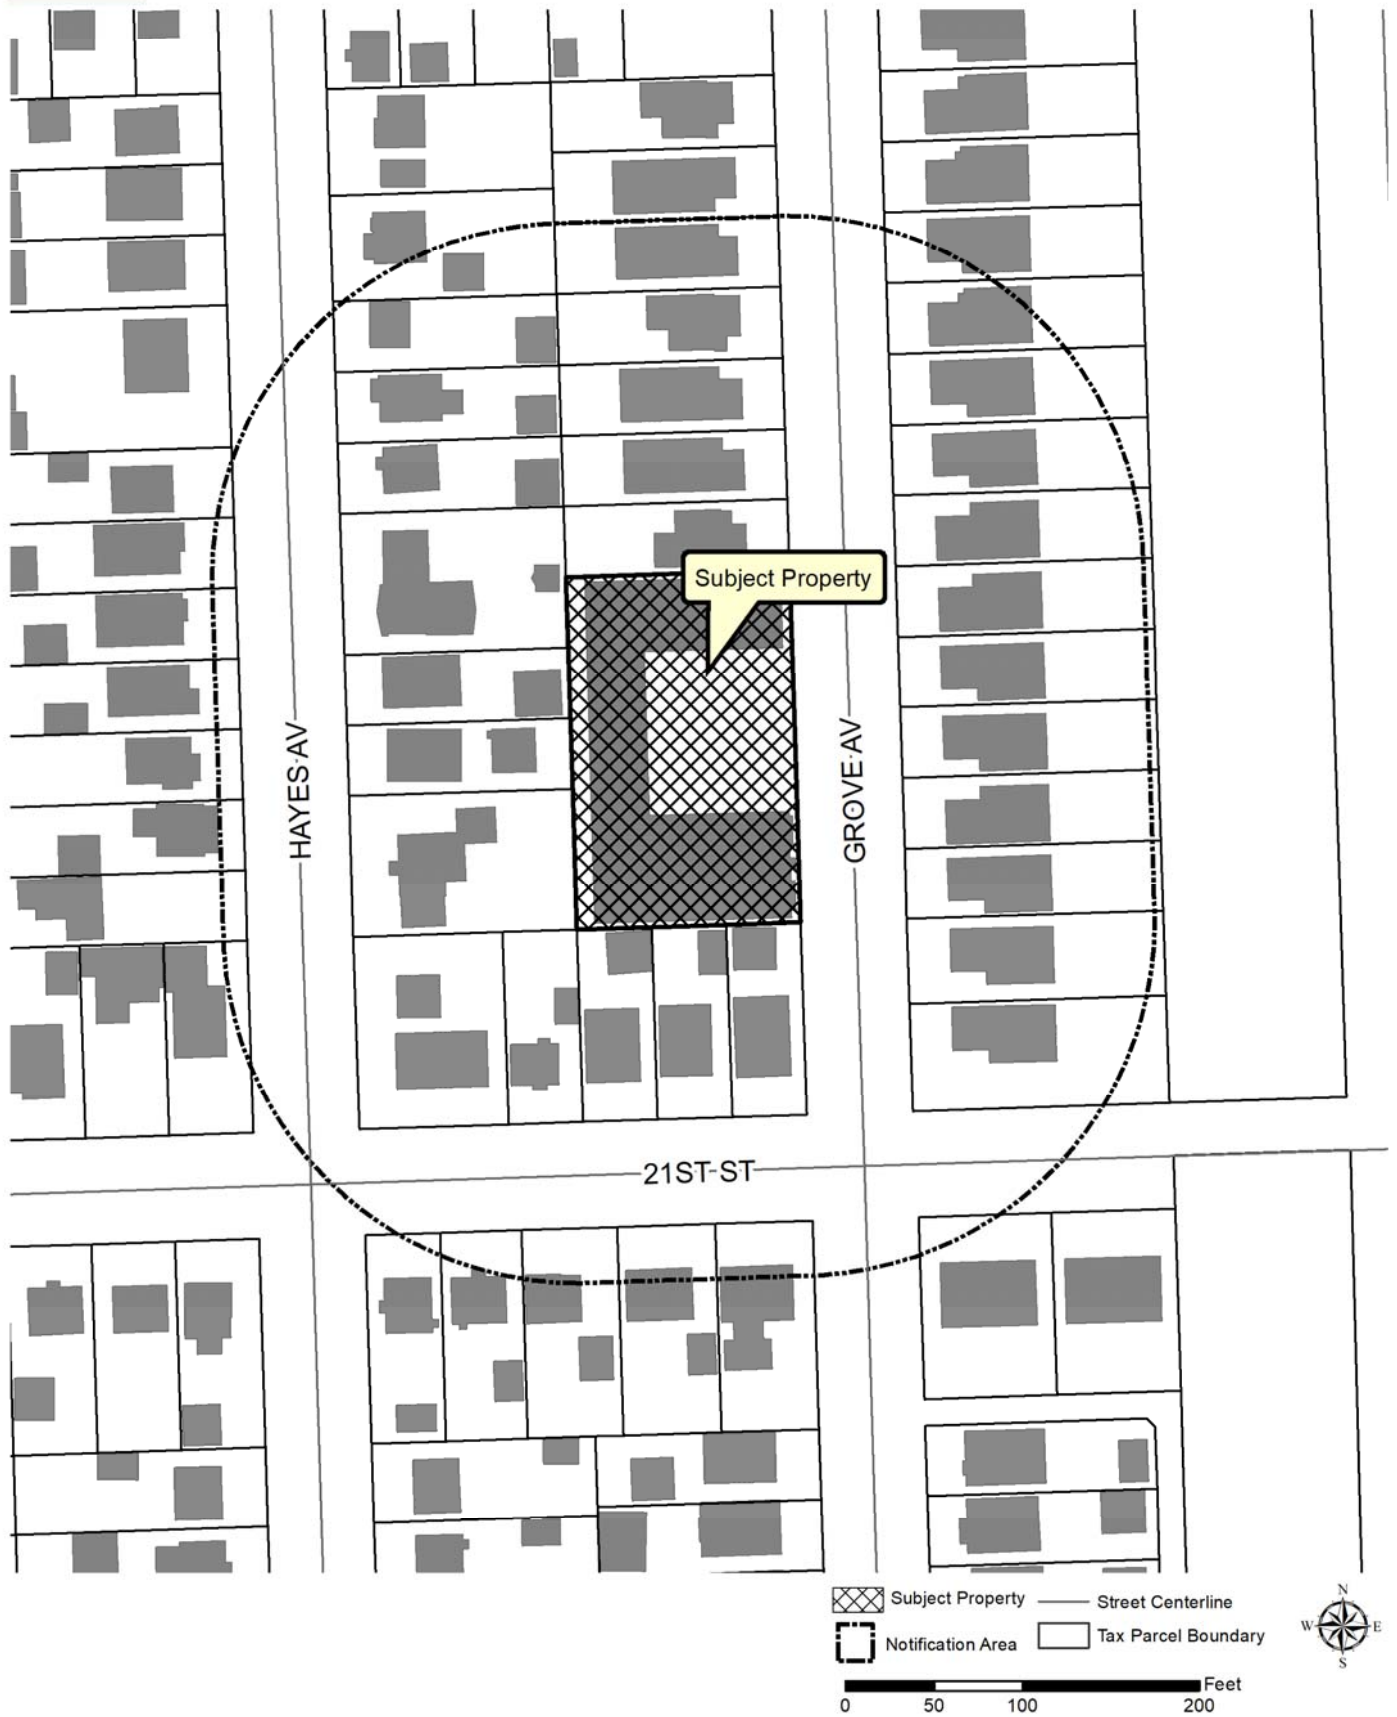 Subject Property
HAYES AV
GROVE AV
21ST ST
Subject Property
Street Centerline
Notification Area
Tax Parcel Boundary
N
W
E
S
Feet
0
50
100
200